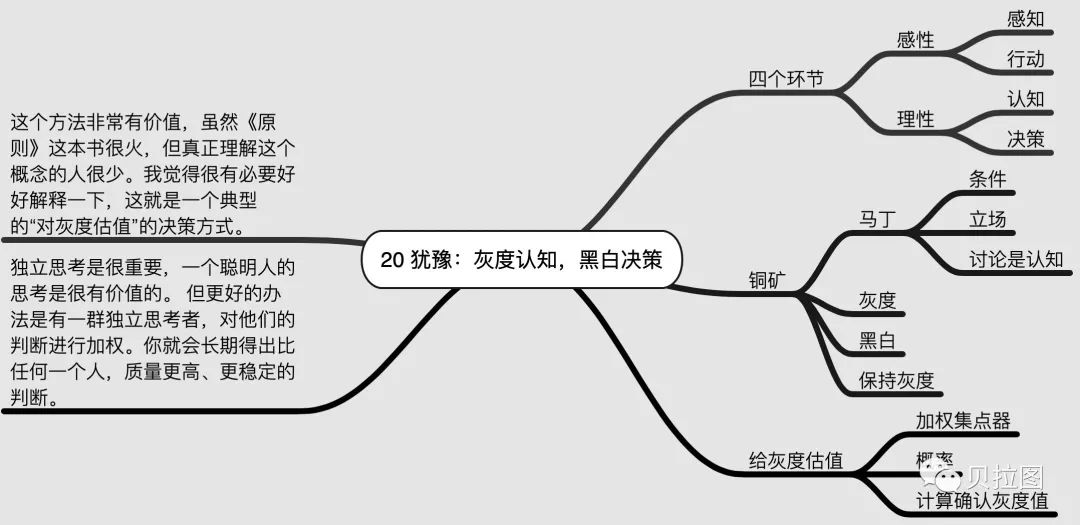 这个方法非常有价值，虽然《原
则》这本书很火，但真正理解这个
概念的人很少。我觉得很有必要好
好解释一下，这就是一个典型
的“对灰度估值”的决策方式。
独立思考是很重要，一个聪明人的
思考是很有价值的。 但更好的办
法是有一群独立思考者，对他们的
判断进行加权。你就会长期得出比
任何一个人，质量更高、更稳定的
判断。
20 犹豫：灰度认知，黑白决策
四个环节
感性
感知
行动
理性
认知
决策
铜矿
马丁
条件
立场
讨论是认知
灰度
黑白
保持灰度
给灰度估值
加权集点器
概率
计算确认灰度值
贝拉图